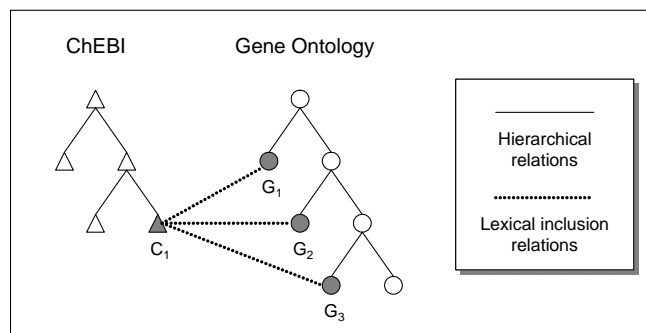 ChEBI
Gene Ontology
G1
C1
G2
G3
Hierarchical
relations
Lexical inclusion
relations